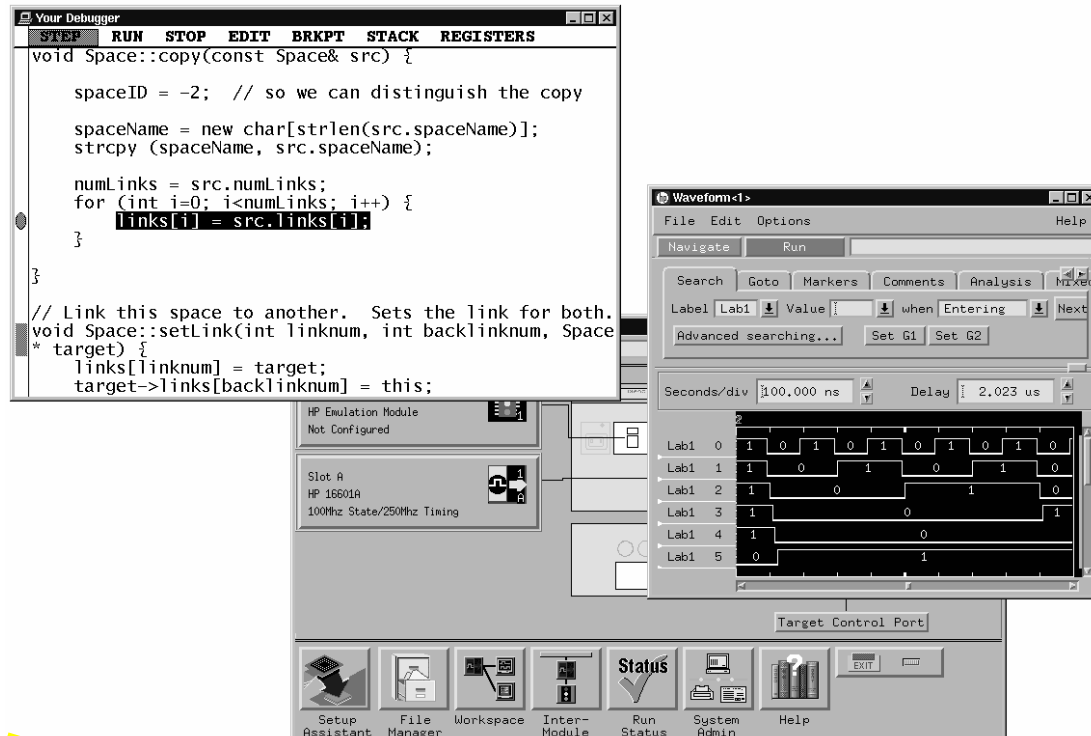 Your Debugger
STEP RUN STOP EDIT BRKPT STACK REGISTERS
void Space::copy(const Space& src) {
spaceID = -2;  // so we can distinguish the copy
spaceName = new char[strlen(src.spaceName)];
strcpy (spaceName, src.spaceName);
numLinks = src.numLinks;
for (int i=0; i<numLinks; i++) {
links[i] = src.links[i];
}
}
// Link this space to another.  Sets the link for both.
void Space::setLink(int linknum, int backlinknum, Space
* target) {
links[linknum] = target;
target->links[backlinknum] = this;
Waveform<1>
File Edit Options Help
Navigate Run
Search Goto Markers Comments Analysis Mixed
Label Lab1 Value when Entering Next
Advanced searching... Set G1 Set G2
Seconds/div 100.000 ns Delay 2.023 us
2
Lab1 0 1 0 1 0 1 0 1 0 1 0
Lab1 1 1 0 1 0 1 0
Lab1 2 1 0 1 0
Lab1 3 1 0 1
Lab1 4 1 0
Lab1 5 0 1
HP Emulation Module
Not Configured
1
Slot A
HP 16601A
100Mhz State/250Mhz Timing
1
A
Target Control Port
Status
EXIT
Setup Assistant
File Manager
Workspace
Inter-Module
Run Status
System Admin
?
Help